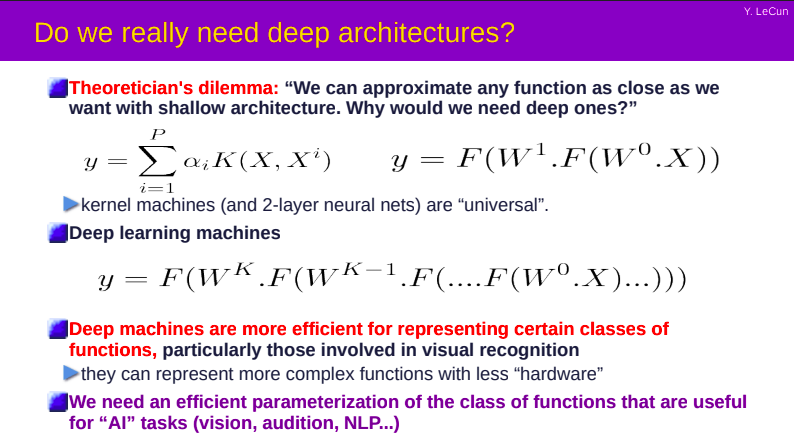 Y. LeCun
Do we really need deep architectures?
Theoretician's dilemma: “We can approximate any function as close as we
want with shallow architecture. Why would we need deep ones?”
y = \sum_{i=1}^{P} α_i K(X, X^i)    y = F(W^1.F(W^0.X))
kernel machines (and 2-layer neural nets) are “universal”.
Deep learning machines
y = F(W^K.F(W^{K−1}.F(....F(W^0.X)...)))
Deep machines are more efficient for representing certain classes of
functions, particularly those involved in visual recognition
they can represent more complex functions with less “hardware”
We need an efficient parameterization of the class of functions that are useful
for “AI” tasks (vision, audition, NLP...)